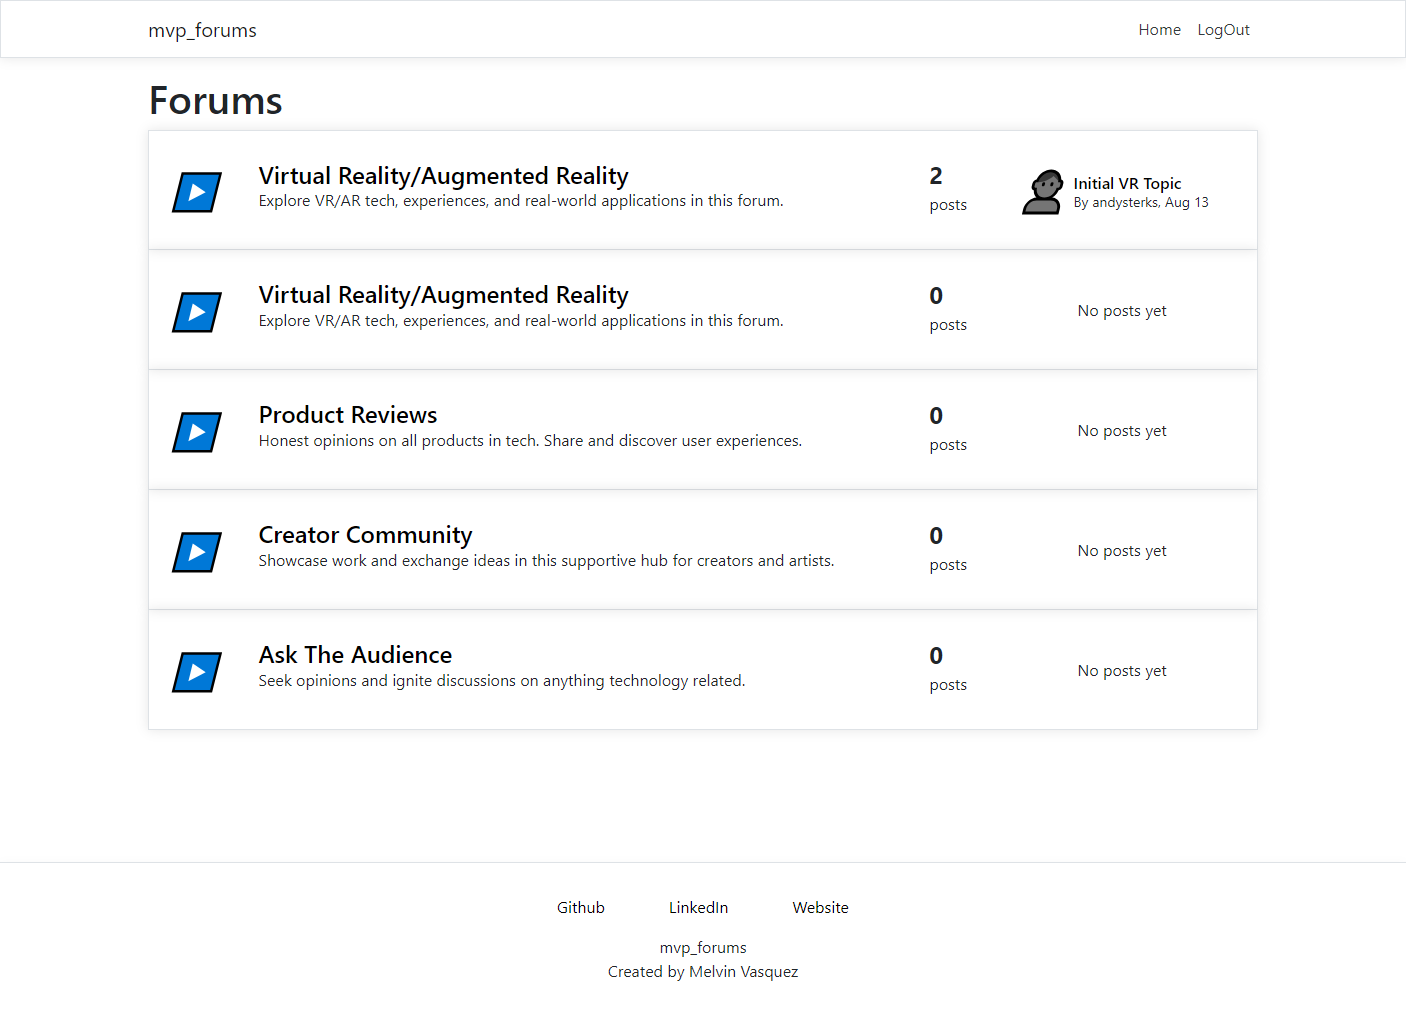 mvp_forums
Home LogOut
Forums
Virtual Reality/Augmented Reality
Explore VR/AR tech, experiences, and real-world applications in this forum.
2
posts
Initial VR Topic
By andysterks, Aug 13
Virtual Reality/Augmented Reality
Explore VR/AR tech, experiences, and real-world applications in this forum.
0
posts
No posts yet
Product Reviews
Honest opinions on all products in tech. Share and discover user experiences.
0
posts
No posts yet
Creator Community
Showcase work and exchange ideas in this supportive hub for creators and artists.
0
posts
No posts yet
Ask The Audience
Seek opinions and ignite discussions on anything technology related.
0
posts
No posts yet
Github LinkedIn Website
mvp_forums
Created by Melvin Vasquez